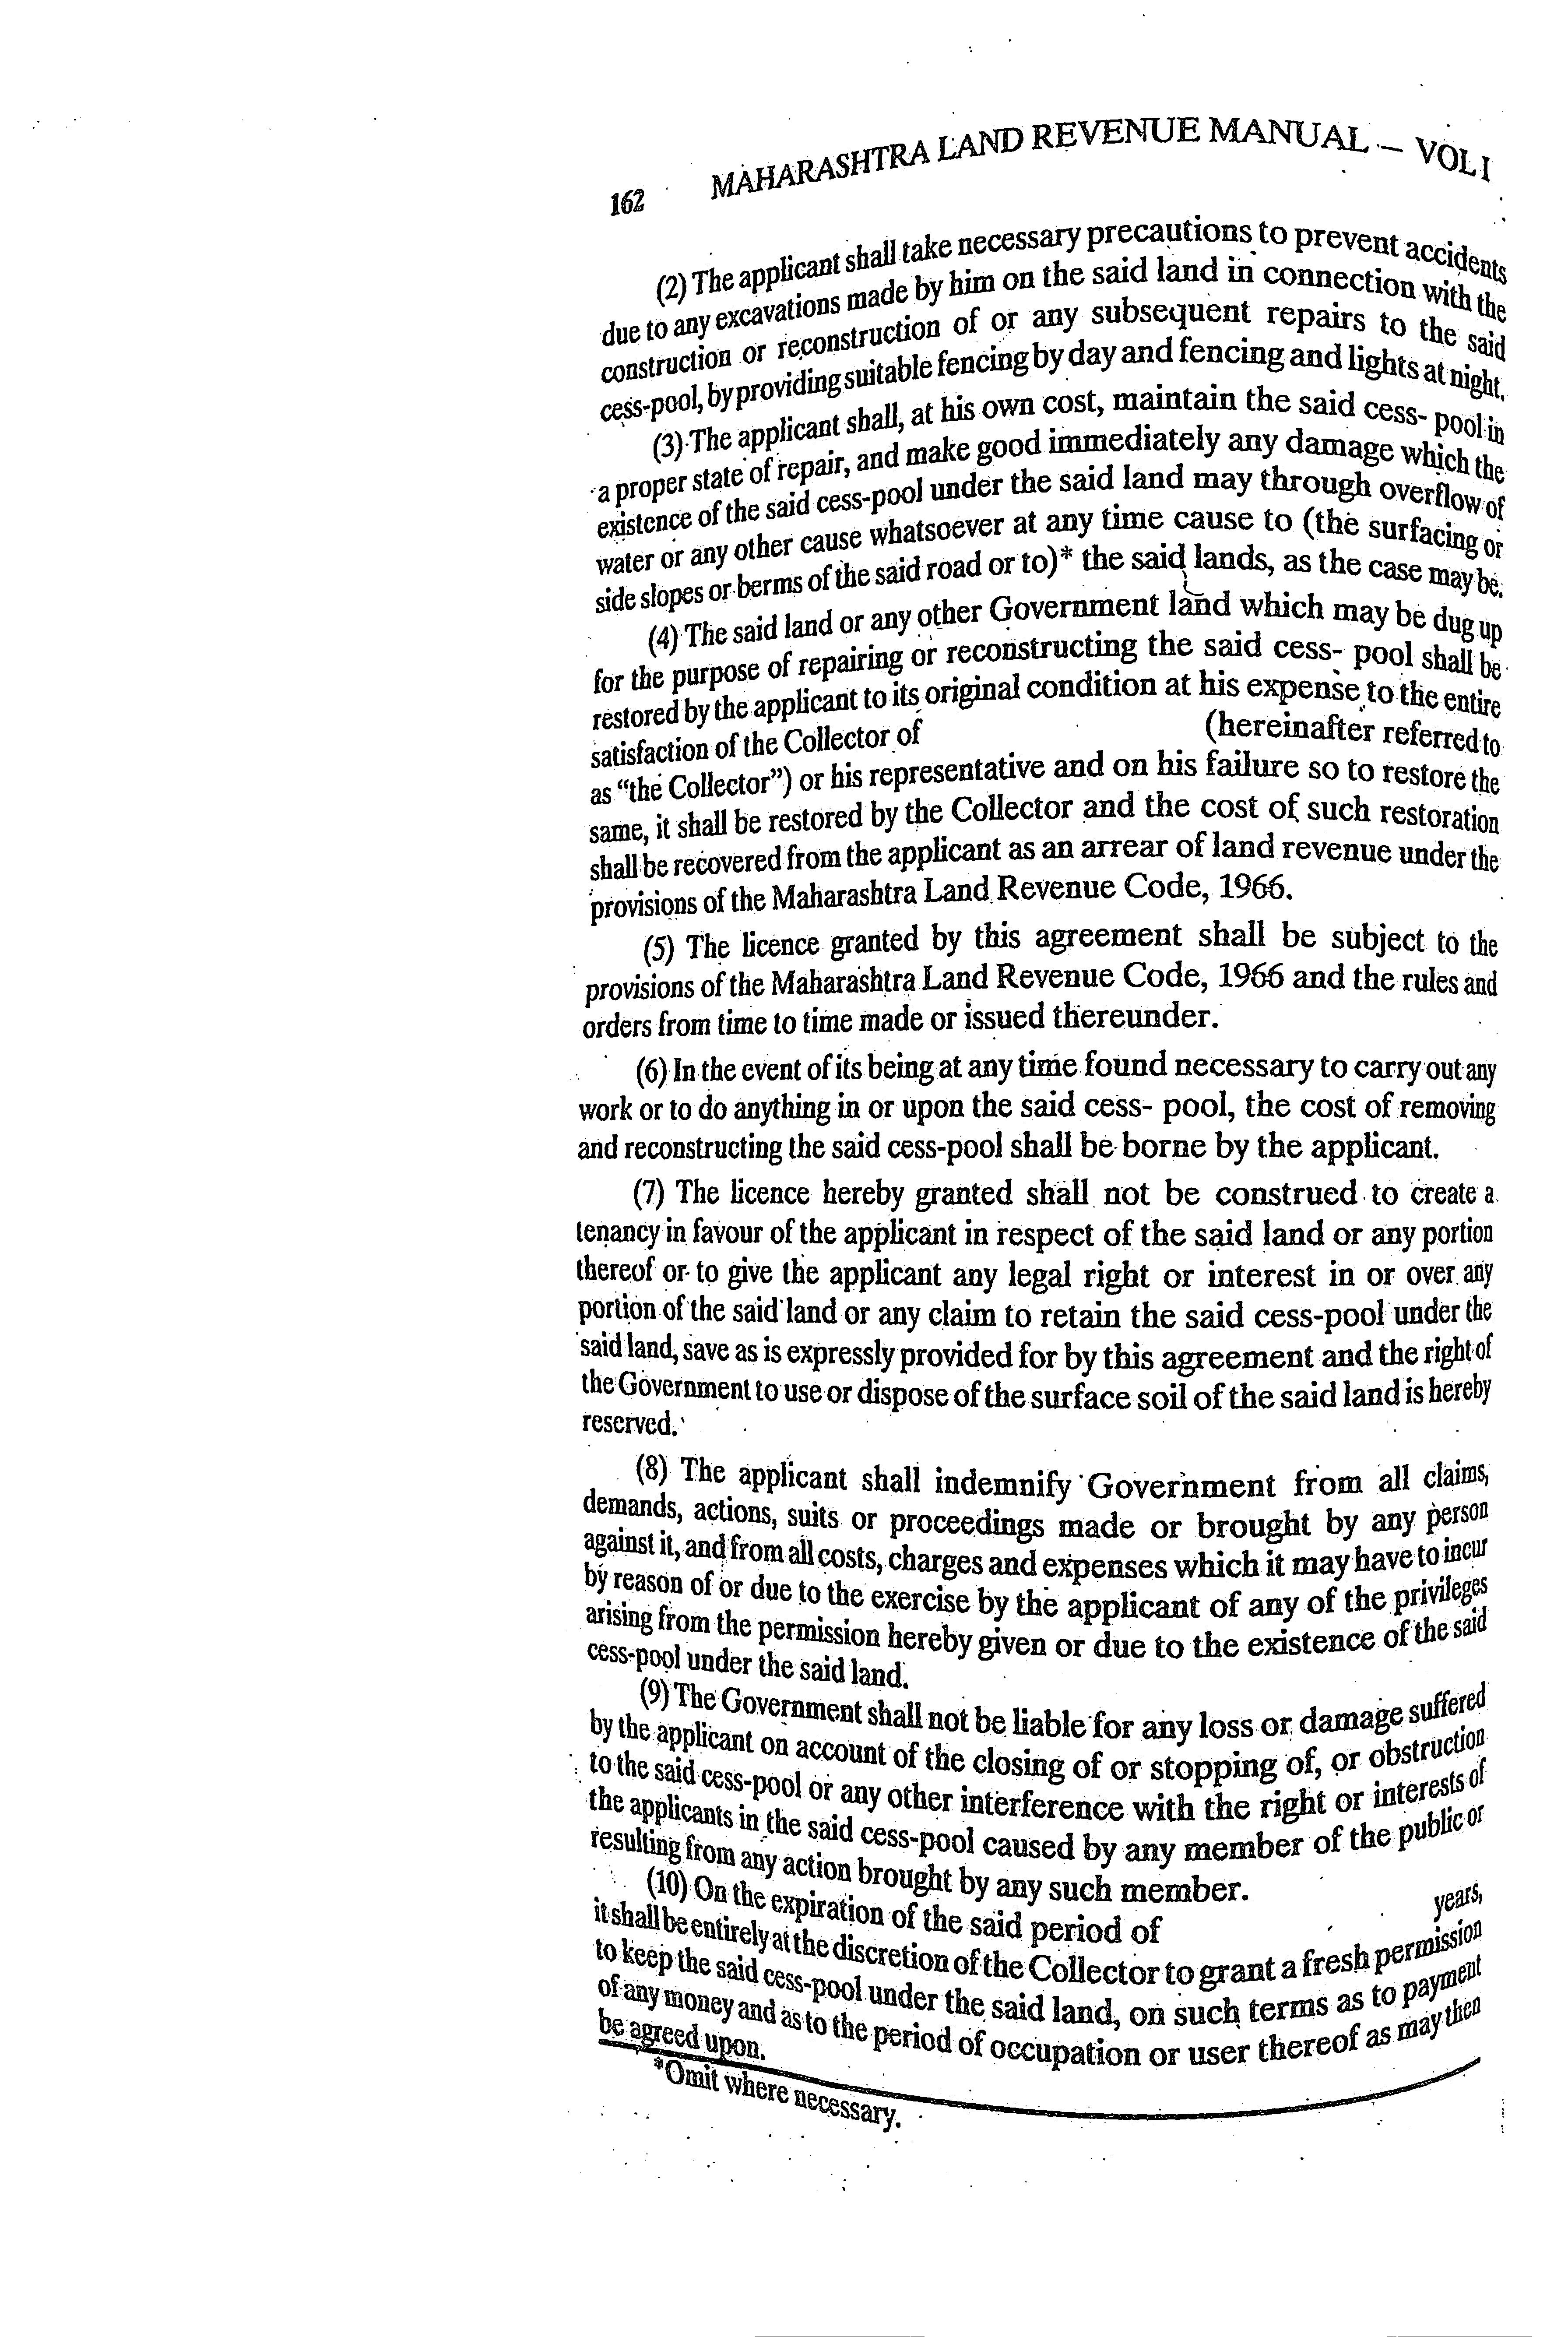 162 MAHARASHTRA LAND REVENUE MANUAL — VOL I
(2) The applicant shall take necessary precautions to prevent accidents
due to any excavations made by him on the said land in connection with the
construction or reconstruction of or any subsequent repairs to the said
cess-pool, by providing suitable fencing by day and fencing and lights at night.
(3) The applicant shall, at his own cost, maintain the said cess- pool in
a proper state of repair, and make good immediately any damage which the
existence of the said cess-pool under the said land may through overflow of
water or any other cause whatsoever at any time cause to (the surfacing or
side slopes or berms of the said road or to)* the said lands, as the case may be.
(4) The said land or any other Government land which may be dug up
for the purpose of repairing or reconstructing the said cess- pool shall be
restored by the applicant to its original condition at his expense to the entire
satisfaction of the Collector of (hereinafter referred to
as “the Collector”) or his representative and on his failure so to restore the
same, it shall be restored by the Collector and the cost of such restoration
shall be recovered from the applicant as an arrear of land revenue under the
provisions of the Maharashtra Land Revenue Code, 1966.
(5) The licence granted by this agreement shall be subject to the
provisions of the Maharashtra Land Revenue Code, 1966 and the rules and
orders from time to time made or issued thereunder.
(6) In the event of its being at any time found necessary to carry out any
work or to do anything in or upon the said cess- pool, the cost of removing
and reconstructing the said cess-pool shall be borne by the applicant.
(7) The licence hereby granted shall not be construed to create a
tenancy in favour of the applicant in respect of the said land or any portion
thereof or to give the applicant any legal right or interest in or over any
portion of the said land or any claim to retain the said cess-pool under the
said land, save as is expressly provided for by this agreement and the right of
the Government to use or dispose of the surface soil of the said land is hereby
reserved.
(8) The applicant shall indemnify Government from all claims,
demands, actions, suits or proceedings made or brought by any person
against it, and from all costs, charges and expenses which it may have to incur
by reason of or due to the exercise by the applicant of any of the privileges
arising from the permission hereby given or due to the existence of the said
cess-pool under the said land.
(9) The Government shall not be liable for any loss or damage suffered
by the applicant on account of the closing of or stopping of, or obstruction
to the said cess-pool or any other interference with the right or interests of
the applicants in the said cess-pool caused by any member of the public or
resulting from any action brought by any such member.
(10) On the expiration of the said period of years,
it shall be entirely at the discretion of the Collector to grant a fresh permission
to keep the said cess-pool under the said land, on such terms as to payment
of any money and as to the period of occupation or user thereof as may then
be agreed upon.
*Omit where necessary.